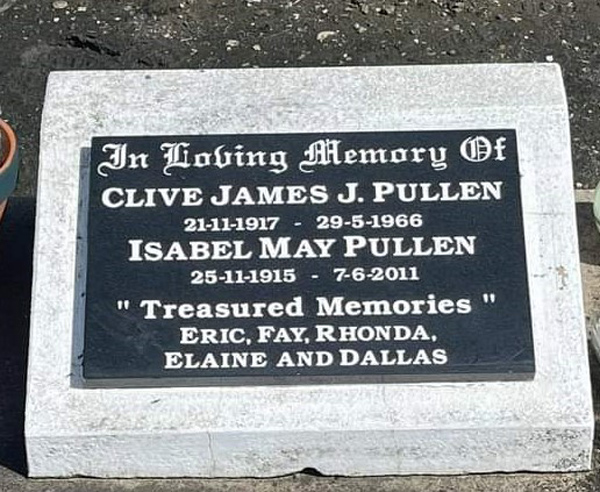 In Loving Memory Of
CLIVE JAMES J. PULLEN
21-11-1917 - 29-5-1966
ISABEL MAY PULLEN
25-11-1915 - 7-6-2011
" Treasured Memories "
ERIC, FAY, RHONDA,
ELAINE AND DALLAS